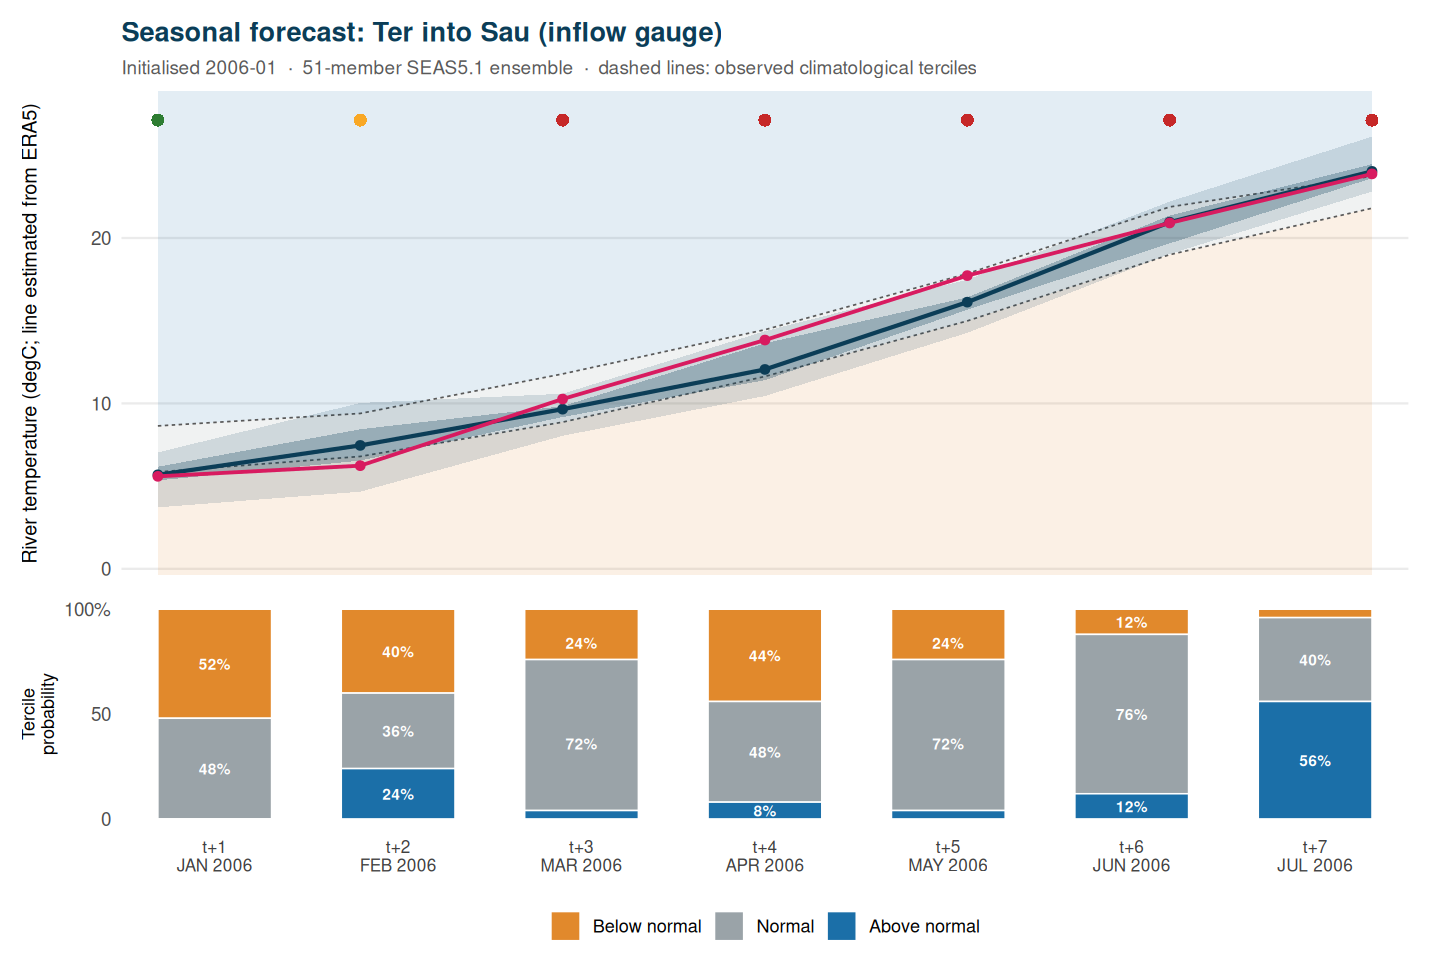 Seasonal forecast: Ter into Sau (inflow gauge)
Initialised 2006-01 · 51-member SEAS5.1 ensemble · dashed lines: observed climatological terciles
River temperature (degC; line estimated from ERA5)
20
10
0
Tercile
probability
100%
50
0
52%
48%
40%
36%
24%
24%
72%
44%
48%
8%
24%
72%
12%
76%
12%
40%
56%
t+1
JAN 2006
t+2
FEB 2006
t+3
MAR 2006
t+4
APR 2006
t+5
MAY 2006
t+6
JUN 2006
t+7
JUL 2006
Below normal
Normal
Above normal